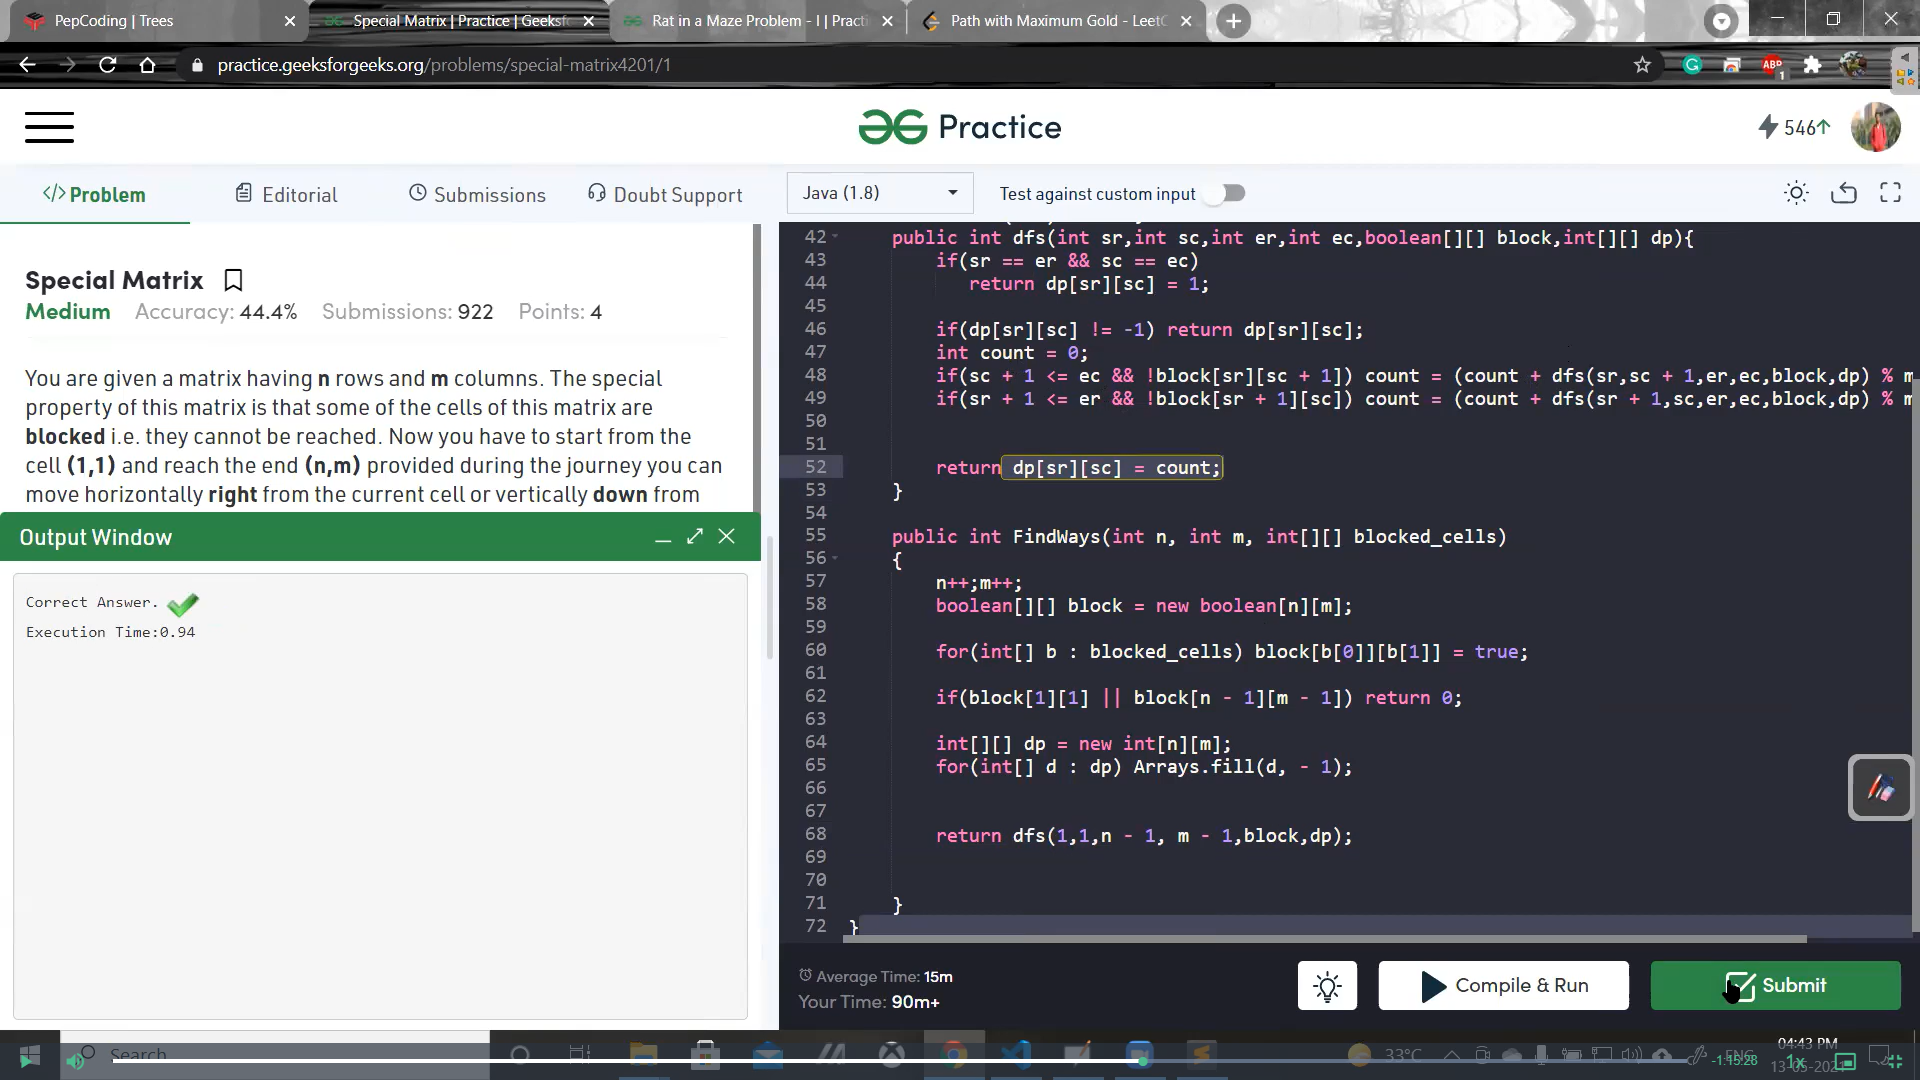 PepCoding | Trees
Special Matrix | Practice | Geeksf
Rat in a Maze Problem - I | Practi
Path with Maximum Gold - LeetC
practice.geeksforgeeks.org/problems/special-matrix4201/1
Practice
546↑
</> Problem
Editorial
Submissions
Doubt Support
Java (1.8)
Test against custom input
Special Matrix
Medium Accuracy: 44.4% Submissions: 922 Points: 4
You are given a matrix having n rows and m columns. The special
property of this matrix is that some of the cells of this matrix are
blocked i.e. they cannot be reached. Now you have to start from the
cell (1,1) and reach the end (n,m) provided during the journey you can
move horizontally right from the current cell or vertically down from
Output Window
Correct Answer.
Execution Time:0.94
42 public int dfs(int sr,int sc,int er,int ec,boolean[][] block,int[][] dp){
43 if(sr == er && sc == ec)
44 return dp[sr][sc] = 1;
45
46 if(dp[sr][sc] != -1) return dp[sr][sc];
47 int count = 0;
48 if(sc + 1 <= ec && !block[sr][sc + 1]) count = (count + dfs(sr,sc + 1,er,ec,block,dp) % m
49 if(sr + 1 <= er && !block[sr + 1][sc]) count = (count + dfs(sr + 1,sc,er,ec,block,dp) % m
50
51
52 return dp[sr][sc] = count;
53 }
54
55 public int FindWays(int n, int m, int[][] blocked_cells)
56 {
57 n++;m++;
58 boolean[][] block = new boolean[n][m];
59
60 for(int[] b : blocked_cells) block[b[0]][b[1]] = true;
61
62 if(block[1][1] || block[n - 1][m - 1]) return 0;
63
64 int[][] dp = new int[n][m];
65 for(int[] d : dp) Arrays.fill(d, - 1);
66
67
68 return dfs(1,1,n - 1, m - 1,block,dp);
69
70
71 }
72 }
Average Time: 15m
Your Time: 90m+
Compile & Run
Submit
Search
33°C
ENG
04:43 PM
-1:15:28
1x
ABP
1